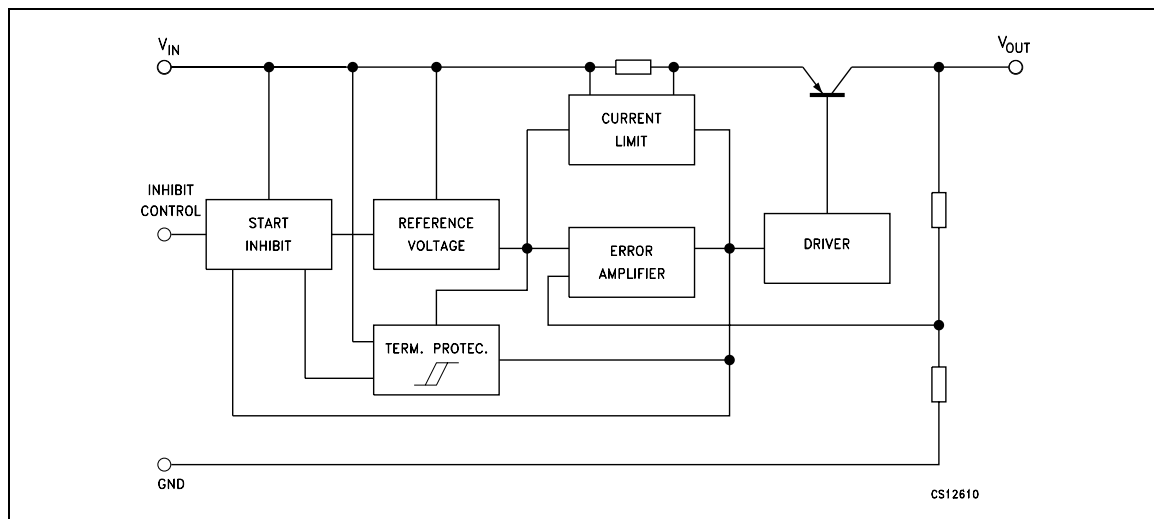 VIN
VOUT
CURRENT
LIMIT
INHIBIT
CONTROL
START
INHIBIT
REFERENCE
VOLTAGE
ERROR
AMPLIFIER
DRIVER
TERM. PROTEC.
GND
CS12610